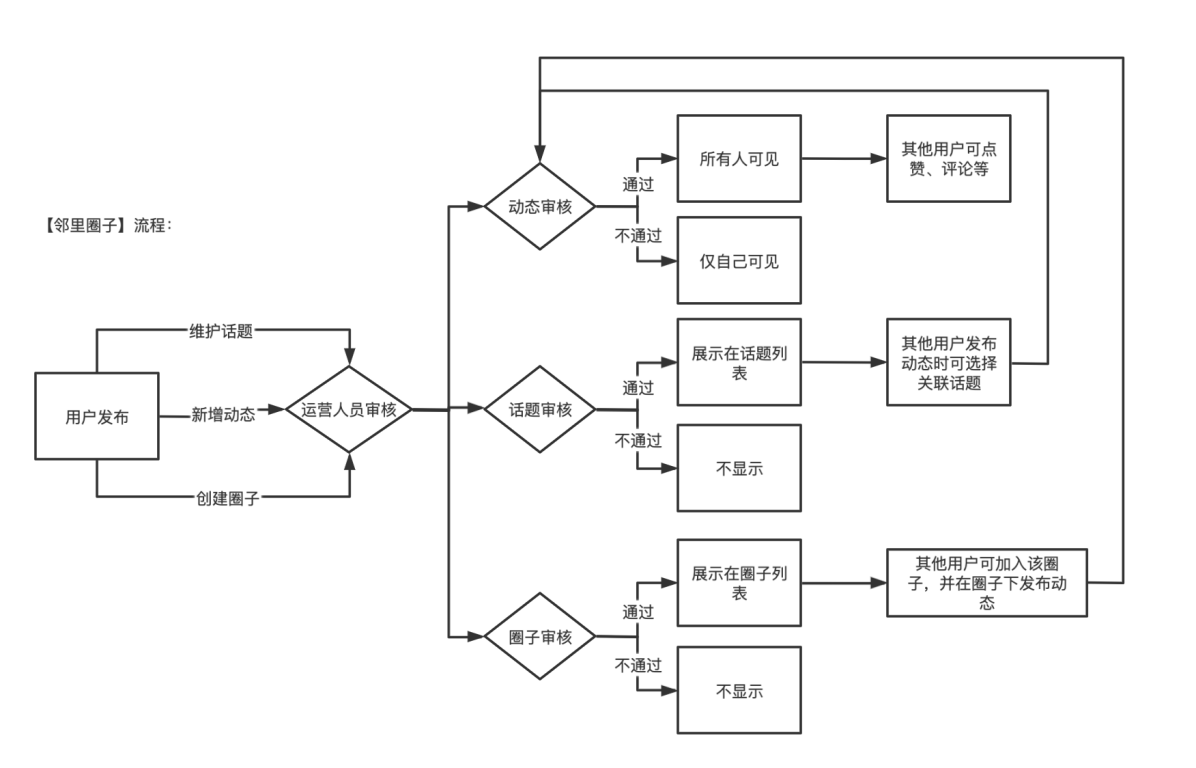 【邻里圈子】流程：
维护话题
用户发布
新增动态
创建圈子
运营人员审核
动态审核
通过
不通过
所有人可见
其他用户可点
赞、评论等
仅自己可见
话题审核
通过
不通过
展示在话题列
表
其他用户发布
动态时可选择
关联话题
不显示
圈子审核
通过
不通过
展示在圈子列
表
其他用户可加入该圈
子，并在圈子下发布动
态
不显示